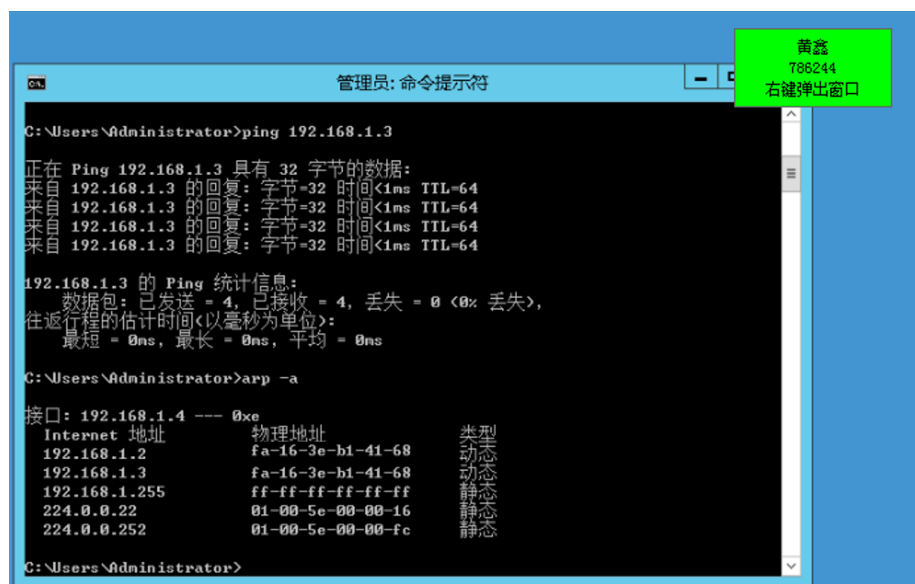 黄鑫
786244
右键弹出窗口
管理员: 命令提示符
C:\Users\Administrator>ping 192.168.1.3
正在 Ping 192.168.1.3 具有 32 字节的数据:
来自 192.168.1.3 的回复: 字节=32 时间<1ms TTL=64
来自 192.168.1.3 的回复: 字节=32 时间<1ms TTL=64
来自 192.168.1.3 的回复: 字节=32 时间<1ms TTL=64
来自 192.168.1.3 的回复: 字节=32 时间<1ms TTL=64
192.168.1.3 的 Ping 统计信息:
数据包: 已发送 = 4, 已接收 = 4, 丢失 = 0 (0% 丢失),
往返行程的估计时间(以毫秒为单位):
最短 = 0ms, 最长 = 0ms, 平均 = 0ms
C:\Users\Administrator>arp -a
接口: 192.168.1.4 --- 0xe
Internet 地址 物理地址 类型
192.168.1.2 fa-16-3e-b1-41-68 动态
192.168.1.3 fa-16-3e-b1-41-68 动态
192.168.1.255 ff-ff-ff-ff-ff-ff 静态
224.0.0.22 01-00-5e-00-00-16 静态
224.0.0.252 01-00-5e-00-00-fc 静态
C:\Users\Administrator>